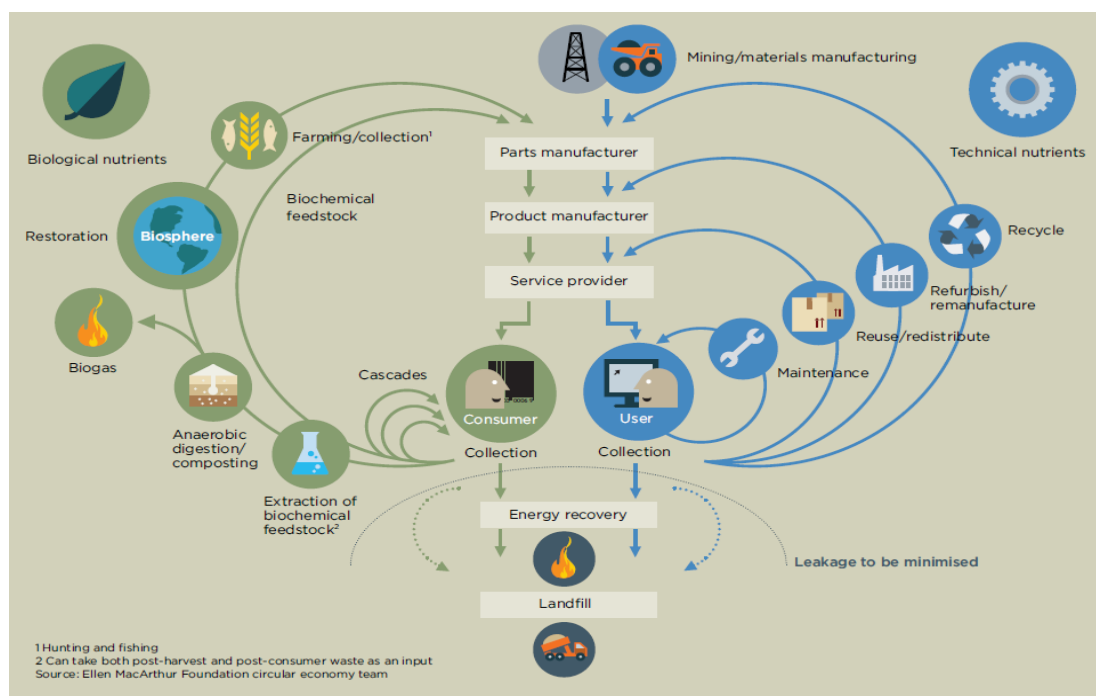 Mining/materials manufacturing
Biological nutrients
Farming/collection¹
Parts manufacturer
Technical nutrients
Biochemical
feedstock
Product manufacturer
Restoration
Biosphere
Recycle
Service provider
Refurbish/
remanufacture
Biogas
Reuse/redistribute
Cascades
Maintenance
Consumer
User
Anaerobic
digestion/
composting
Collection
Collection
Extraction of
biochemical
feedstock²
Energy recovery
Leakage to be minimised
Landfill
1 Hunting and fishing
2 Can take both post-harvest and post-consumer waste as an input
Source: Ellen MacArthur Foundation circular economy team